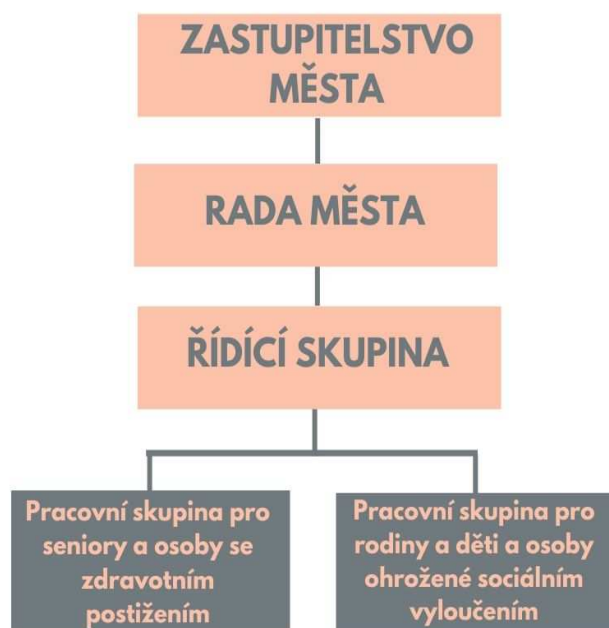 ZASTUPITELSTVO
MĚSTA
RADA MĚSTA
ŘÍDÍCÍ SKUPINA
Pracovní skupina pro
seniory a osoby se
zdravotním
postižením
Pracovní skupina pro
rodiny a děti a osoby
ohrožené sociálním
vyloučením